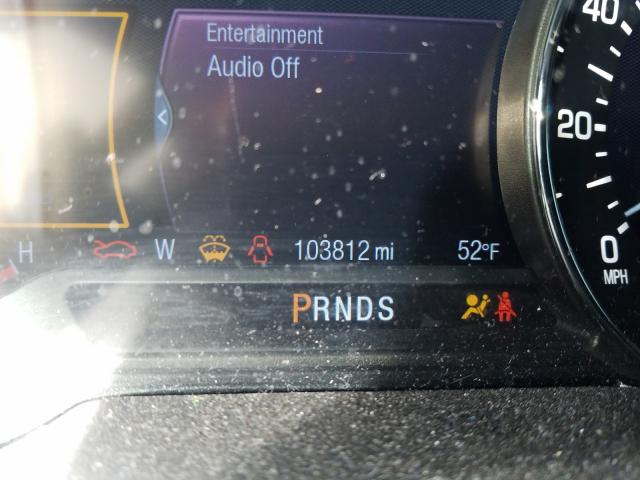 Entertainment
Audio Off
40
20
0
MPH
H W 103812 mi 52°F
PRNDS